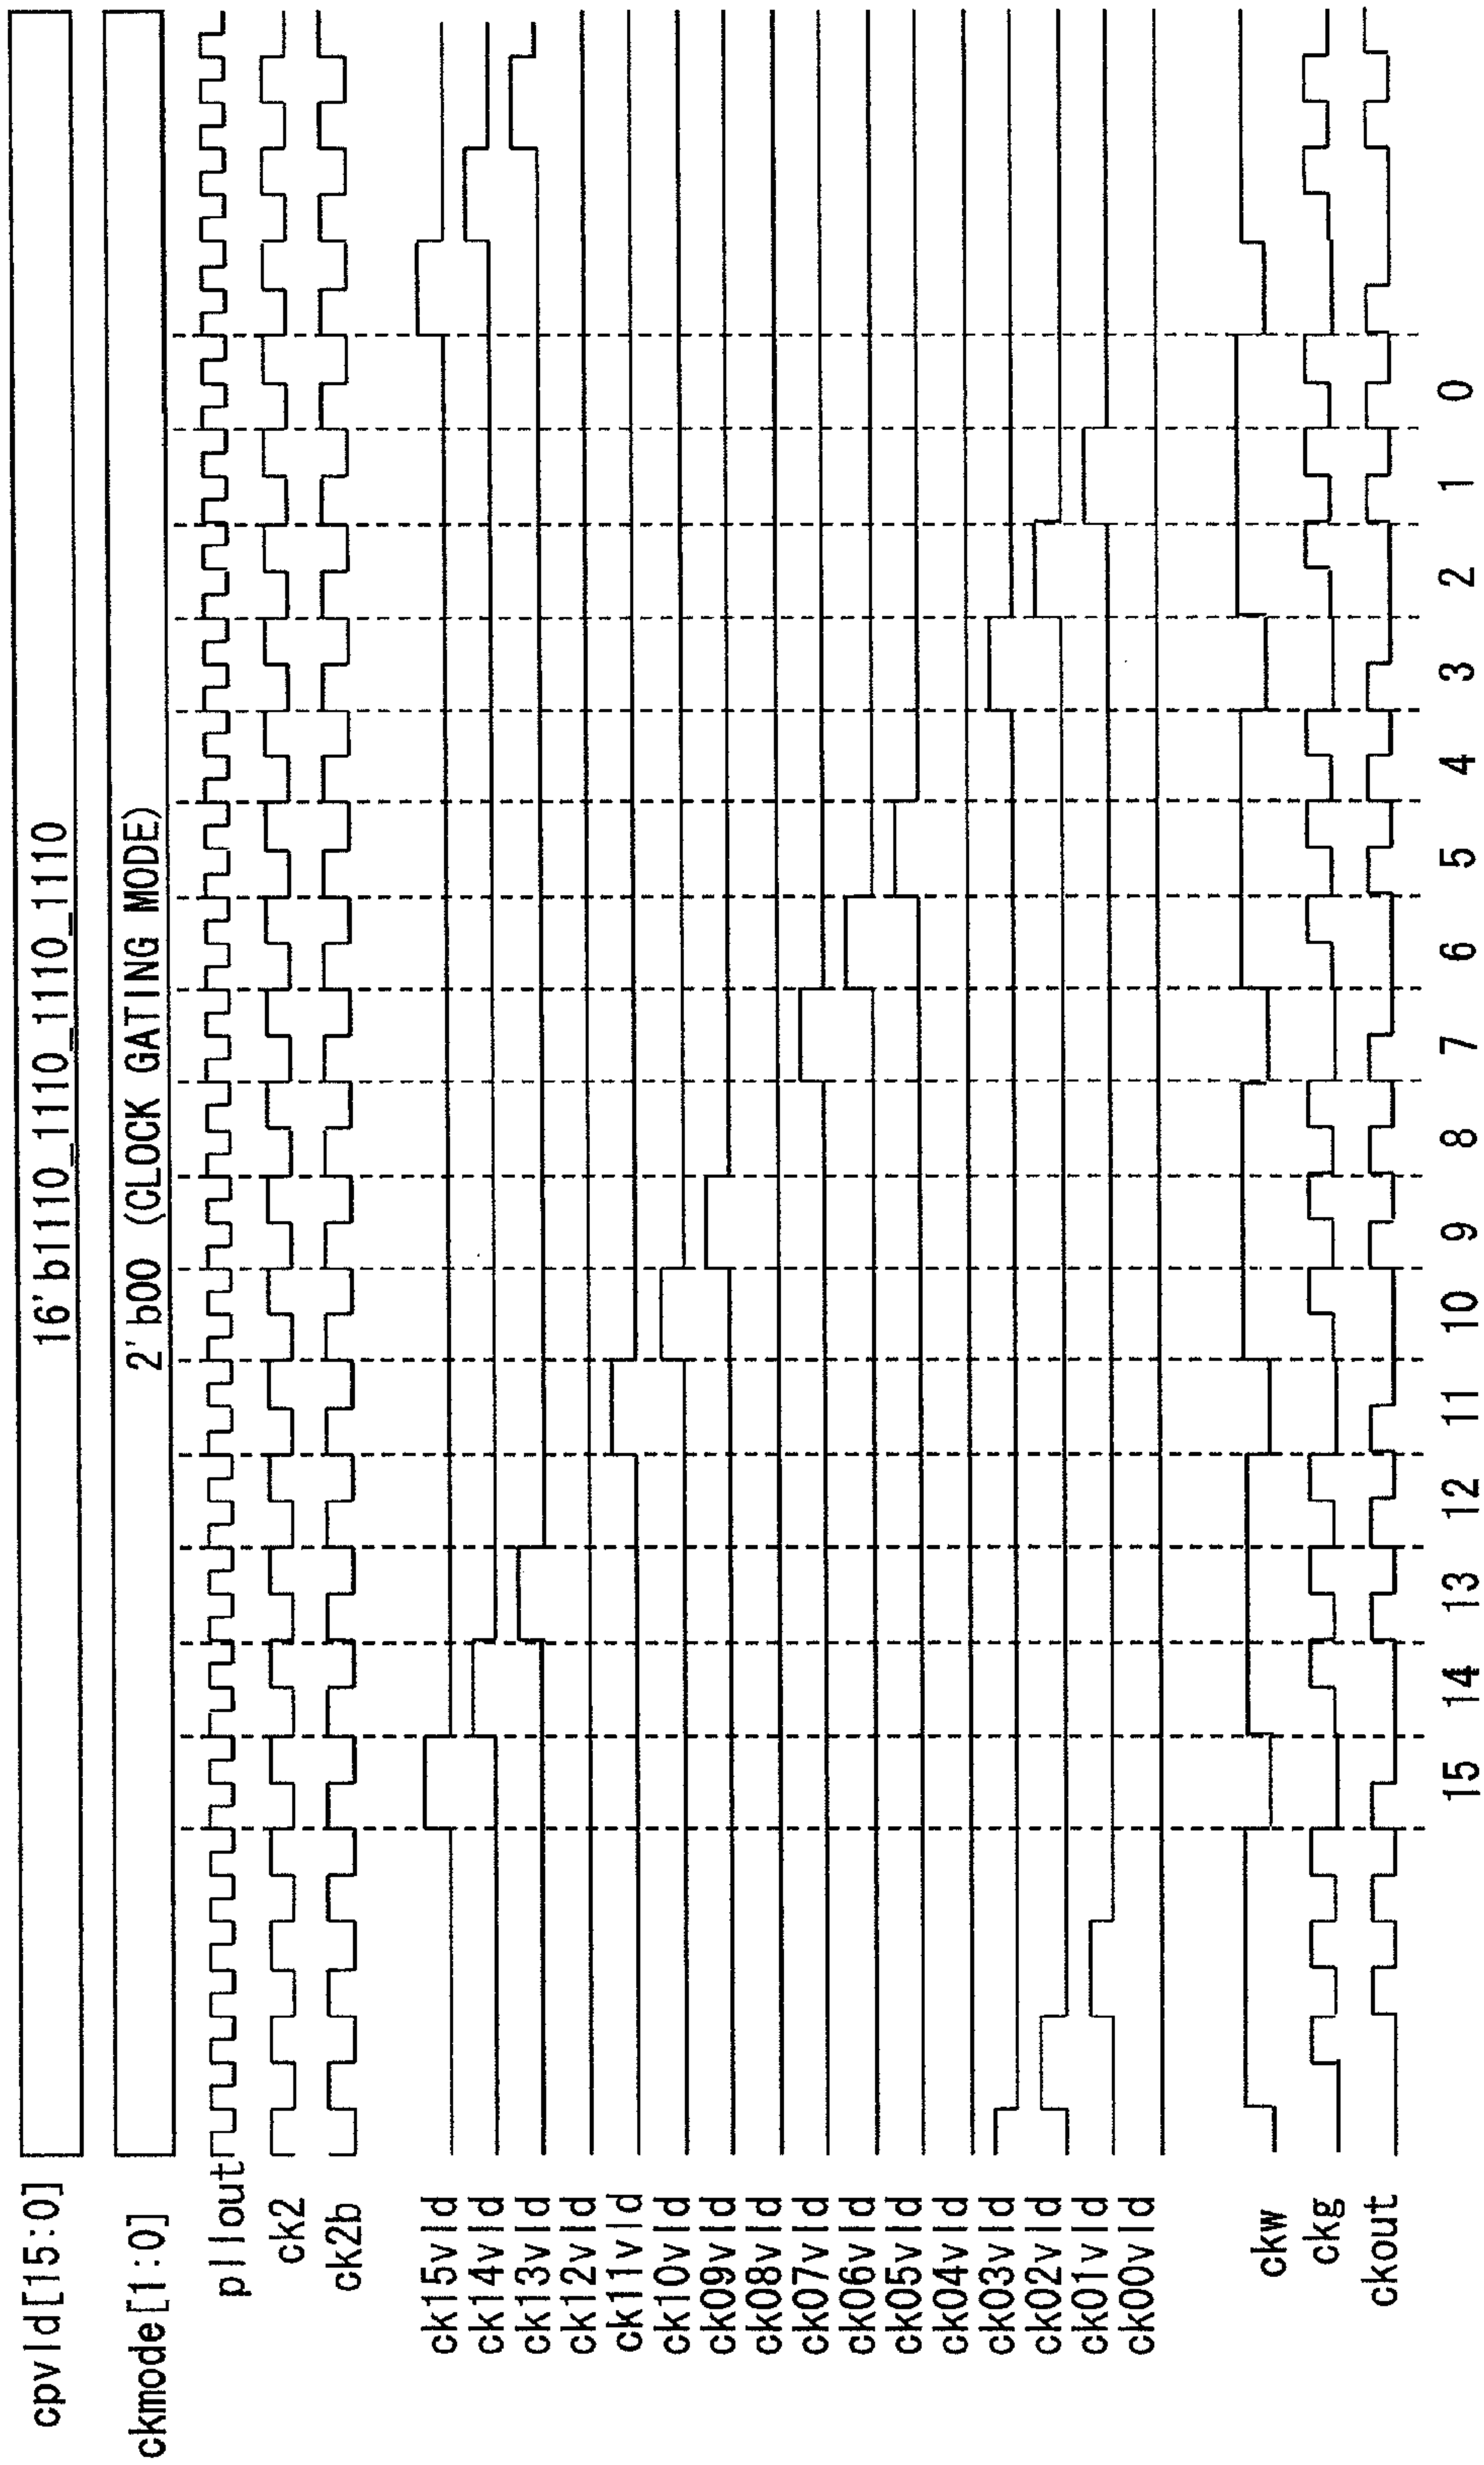 cpvld[15:0]
16'b1110_1110_1110_1110
ckmode[1:0]
2'b00 (CLOCK GATING MODE)
pllout
ck2
ck2b
ck15vld
ck14vld
ck13vld
ck12vld
ck11vld
ck10vld
ck09vld
ck08vld
ck07vld
ck06vld
ck05vld
ck04vld
ck03vld
ck02vld
ck01vld
ck00vld
ckw
ckg
ckout
15 14 13 12 11 10 9 8 7 6 5 4 3 2 1 0